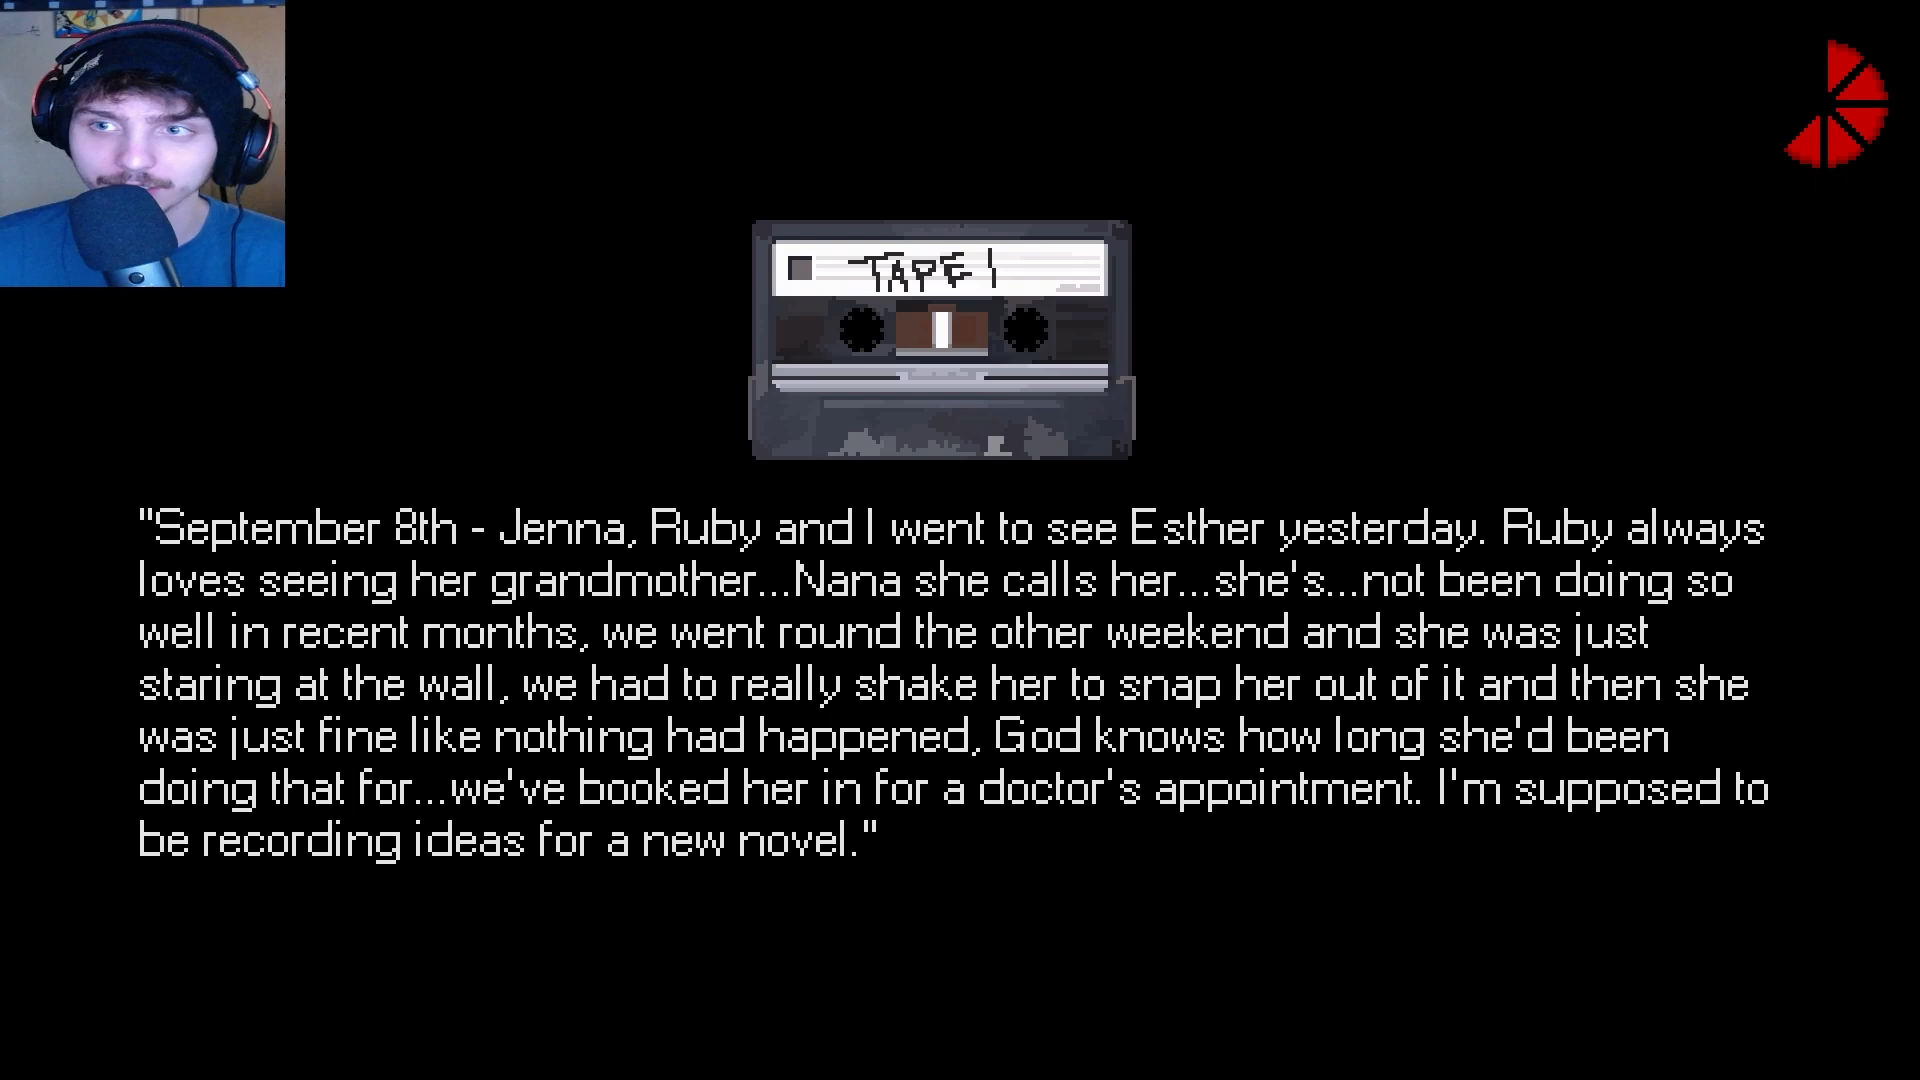 TAPE 1
"September 8th - Jenna, Ruby and I went to see Esther yesterday. Ruby always
loves seeing her grandmother...Nana she calls her...she's...not been doing so
well in recent months, we went round the other weekend and she was just
staring at the wall, we had to really shake her to snap her out of it and then she
was just fine like nothing had happened, God knows how long she'd been
doing that for...we've booked her in for a doctor's appointment. I'm supposed to
be recording ideas for a new novel."